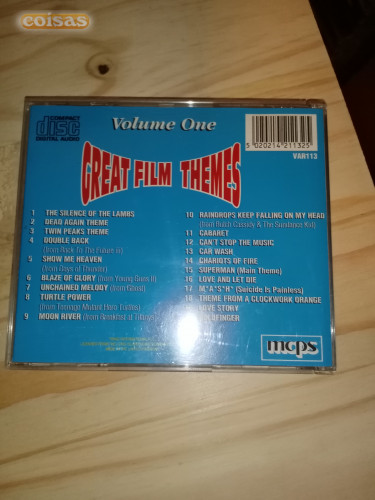 coisas
COMPACT
disc
DIGITAL AUDIO
Volume One
5 020214 211325
VAR113
GREAT FILM THEMES
1 THE SILENCE OF THE LAMBS
2 DEAD AGAIN THEME
3 TWIN PEAKS THEME
4 DOUBLE BACK
(from Back To The Future III)
5 SHOW ME HEAVEN
(from Days of Thunder)
6 BLAZE OF GLORY (from Young Guns II)
7 UNCHAINED MELODY (from Ghost)
8 TURTLE POWER
(from Teenage Mutant Hero Turtles)
9 MOON RIVER (from Breakfast at Tiffanys)
10 RAINDROPS KEEP FALLING ON MY HEAD
(from Butch Cassidy & The Sundance Kid)
11 CABARET
12 CAN'T STOP THE MUSIC
13 CAR WASH
14 CHARIOTS OF FIRE
15 SUPERMAN (Main Theme)
16 LOVE AND LET DIE
17 M*A*S*H* (Suicide Is Painless)
18 THEME FROM A CLOCKWORK ORANGE
LOVE STORY
mcps